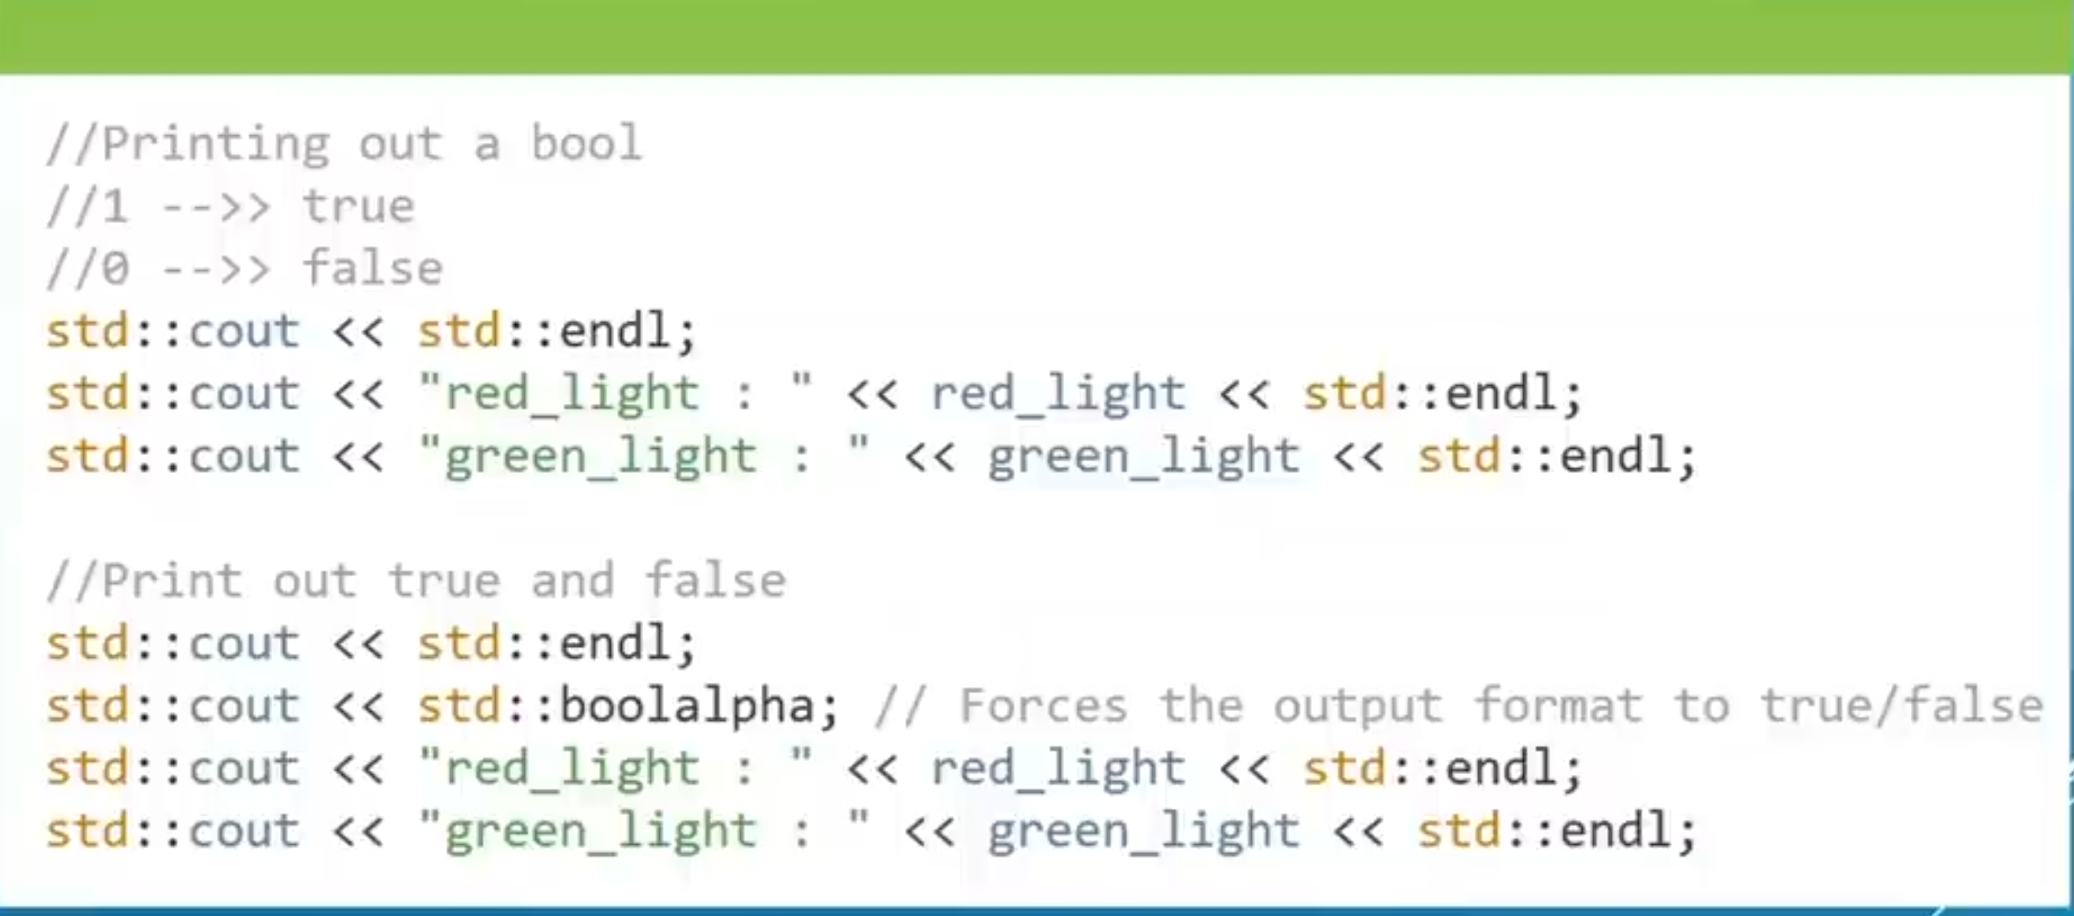 //Printing out a bool
//1 -->> true
//0 -->> false
std::cout << std::endl;
std::cout << "red_light : " << red_light << std::endl;
std::cout << "green_light : " << green_light << std::endl;
//Print out true and false
std::cout << std::endl;
std::cout << std::boolalpha; // Forces the output format to true/false
std::cout << "red_light : " << red_light << std::endl;
std::cout << "green_light : " << green_light << std::endl;